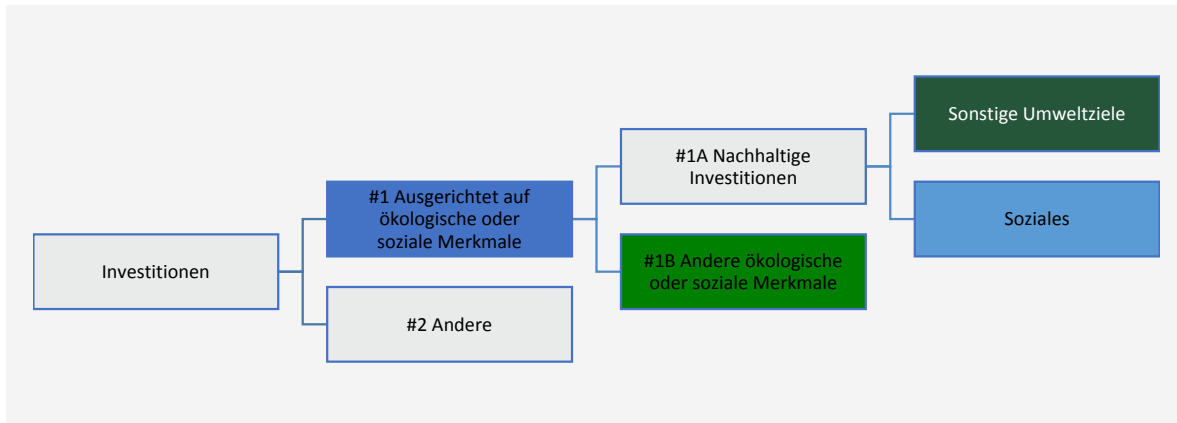 Investitionen
#1 Ausgerichtet auf
ökologische oder
soziale Merkmale
#2 Andere
#1A Nachhaltige
Investitionen
#1B Andere ökologische
oder soziale Merkmale
Sonstige Umweltziele
Soziales